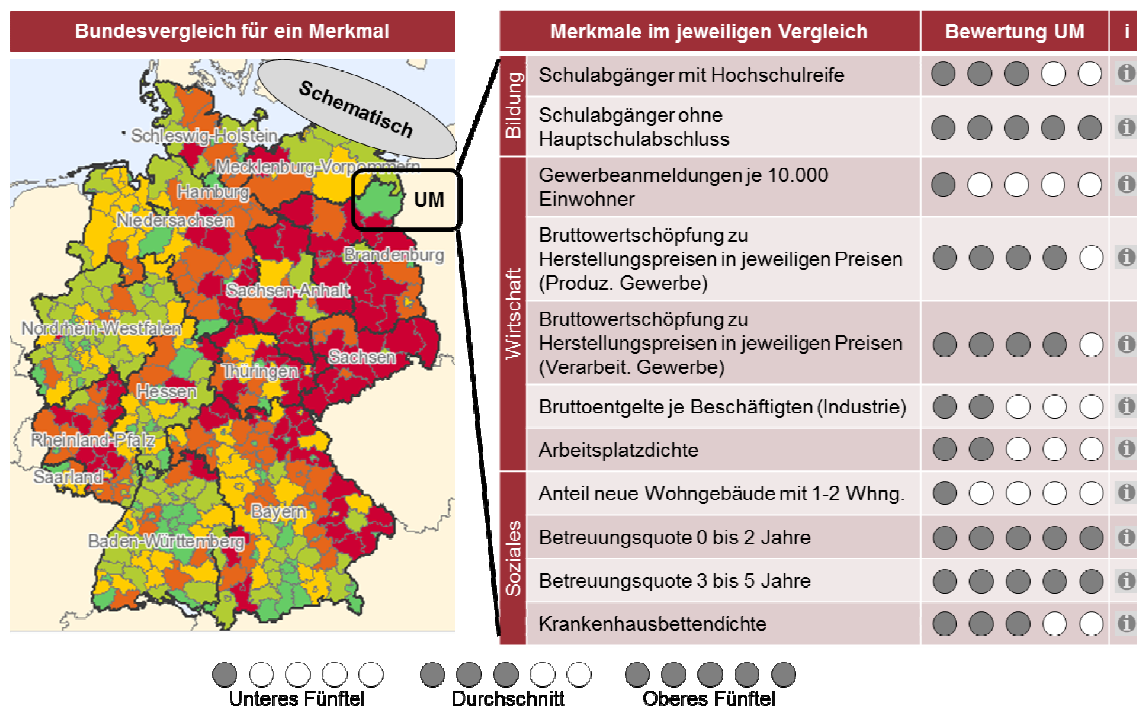 Bundesvergleich für ein Merkmal
Schematisch
Schleswig-Holstein
Mecklenburg-Vorpommern
Hamburg
UM
Niedersachsen
Brandenburg
Sachsen-Anhalt
Nordrhein-Westfalen
Sachsen
Thüringen
Hessen
Rheinland-Pfalz
Saarland
Bayern
Baden-Württemberg
Merkmale im jeweiligen Vergleich
Bewertung UM
i
Bildung
Schulabgänger mit Hochschulreife
i
Schulabgänger ohne
Hauptschulabschluss
i
Wirtschaft
Gewerbeanmeldungen je 10.000
Einwohner
i
Bruttowertschöpfung zu
Herstellungspreisen in jeweiligen Preisen
(Produz. Gewerbe)
i
Bruttowertschöpfung zu
Herstellungspreisen in jeweiligen Preisen
(Verarbeit. Gewerbe)
i
Bruttoentgelte je Beschäftigten (Industrie)
i
Arbeitsplatzdichte
i
Soziales
Anteil neue Wohngebäude mit 1-2 Whng.
i
Betreuungsquote 0 bis 2 Jahre
i
Betreuungsquote 3 bis 5 Jahre
i
Krankenhausbettendichte
i
Unteres Fünftel
Durchschnitt
Oberes Fünftel